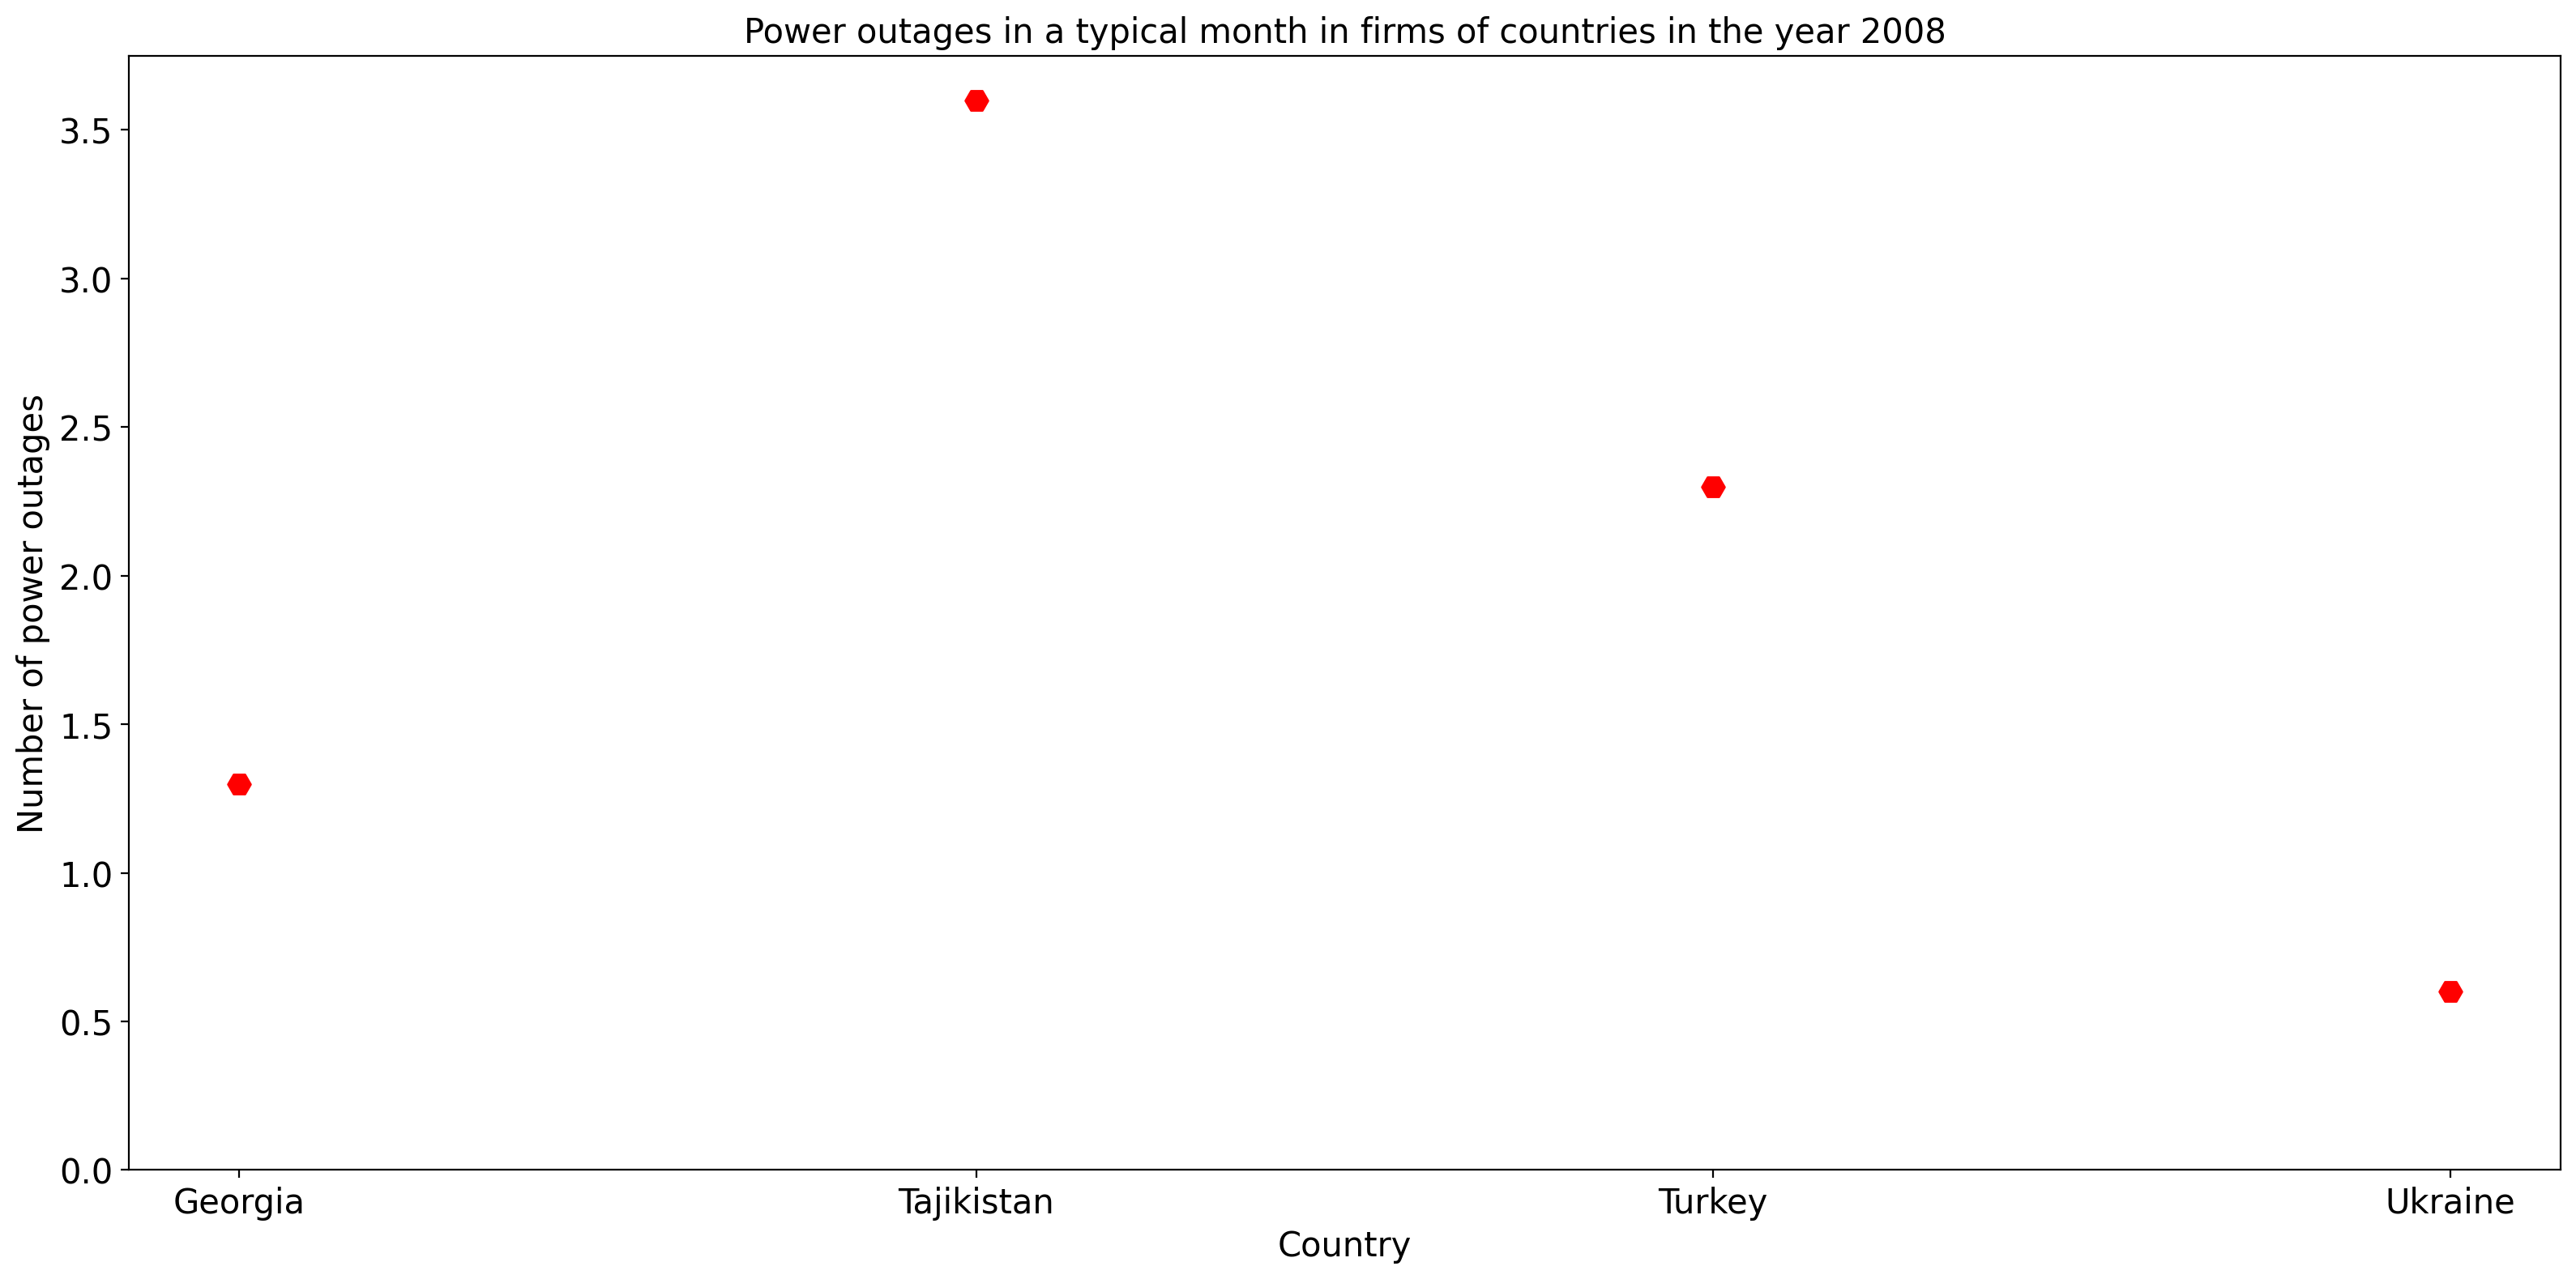 Power outages in a typical month in firms of countries in the year 2008
Number of power outages
3.5
3.0
2.5
2.0
1.5
1.0
0.5
0.0
Georgia Tajikistan Turkey Ukraine
Country